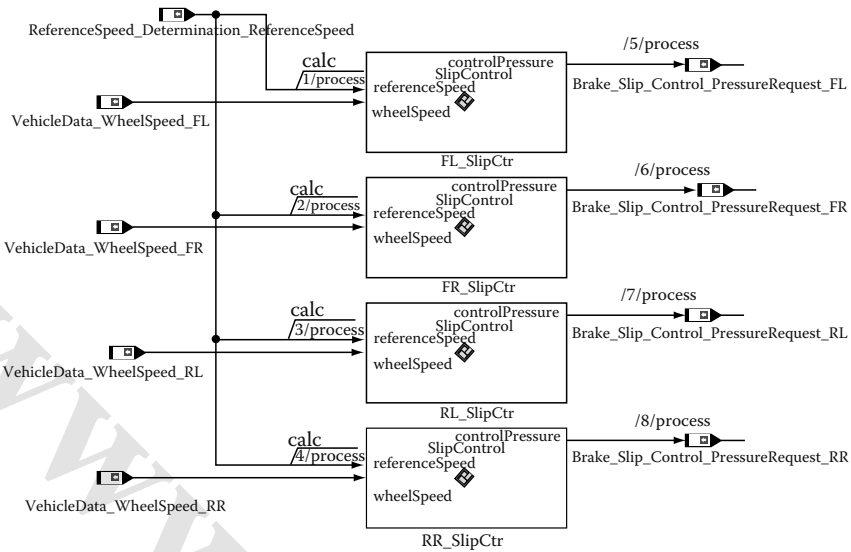 ReferenceSpeed_Determination_ReferenceSpeed
calc
/1/process
VehicleData_WheelSpeed_FL
controlPressure
SlipControl
referenceSpeed
wheelSpeed
FL_SlipCtr
/5/process
Brake_Slip_Control_PressureRequest_FL
calc
/2/process
VehicleData_WheelSpeed_FR
controlPressure
SlipControl
referenceSpeed
wheelSpeed
FR_SlipCtr
/6/process
Brake_Slip_Control_PressureRequest_FR
calc
/3/process
VehicleData_WheelSpeed_RL
controlPressure
SlipControl
referenceSpeed
wheelSpeed
RL_SlipCtr
/7/process
Brake_Slip_Control_PressureRequest_RL
calc
/4/process
VehicleData_WheelSpeed_RR
controlPressure
SlipControl
referenceSpeed
wheelSpeed
RR_SlipCtr
/8/process
Brake_Slip_Control_PressureRequest_RR